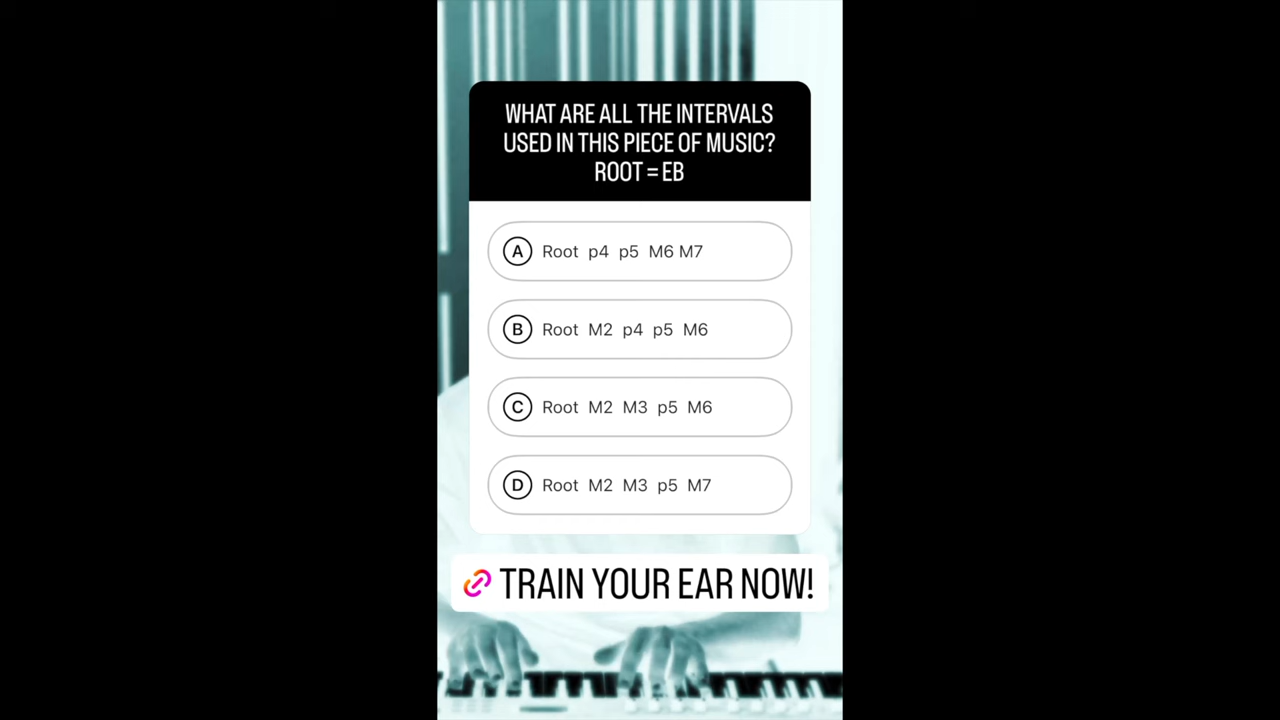 WHAT ARE ALL THE INTERVALS
USED IN THIS PIECE OF MUSIC?
ROOT = EB
A Root p4 p5 M6 M7
B Root M2 p4 p5 M6
C Root M2 M3 p5 M6
D Root M2 M3 p5 M7
TRAIN YOUR EAR NOW!